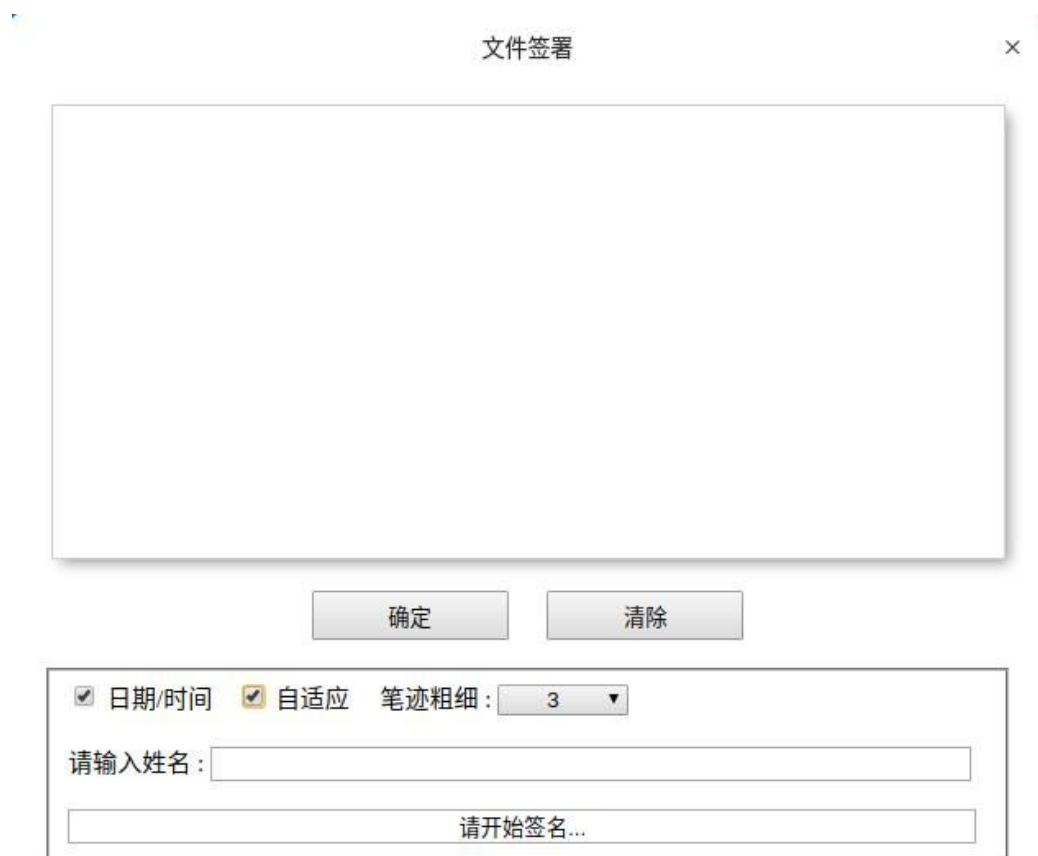 文件签署 ×
确定 清除
日期/时间 自适应 笔迹粗细 : 3
请输入姓名 :
请开始签名...